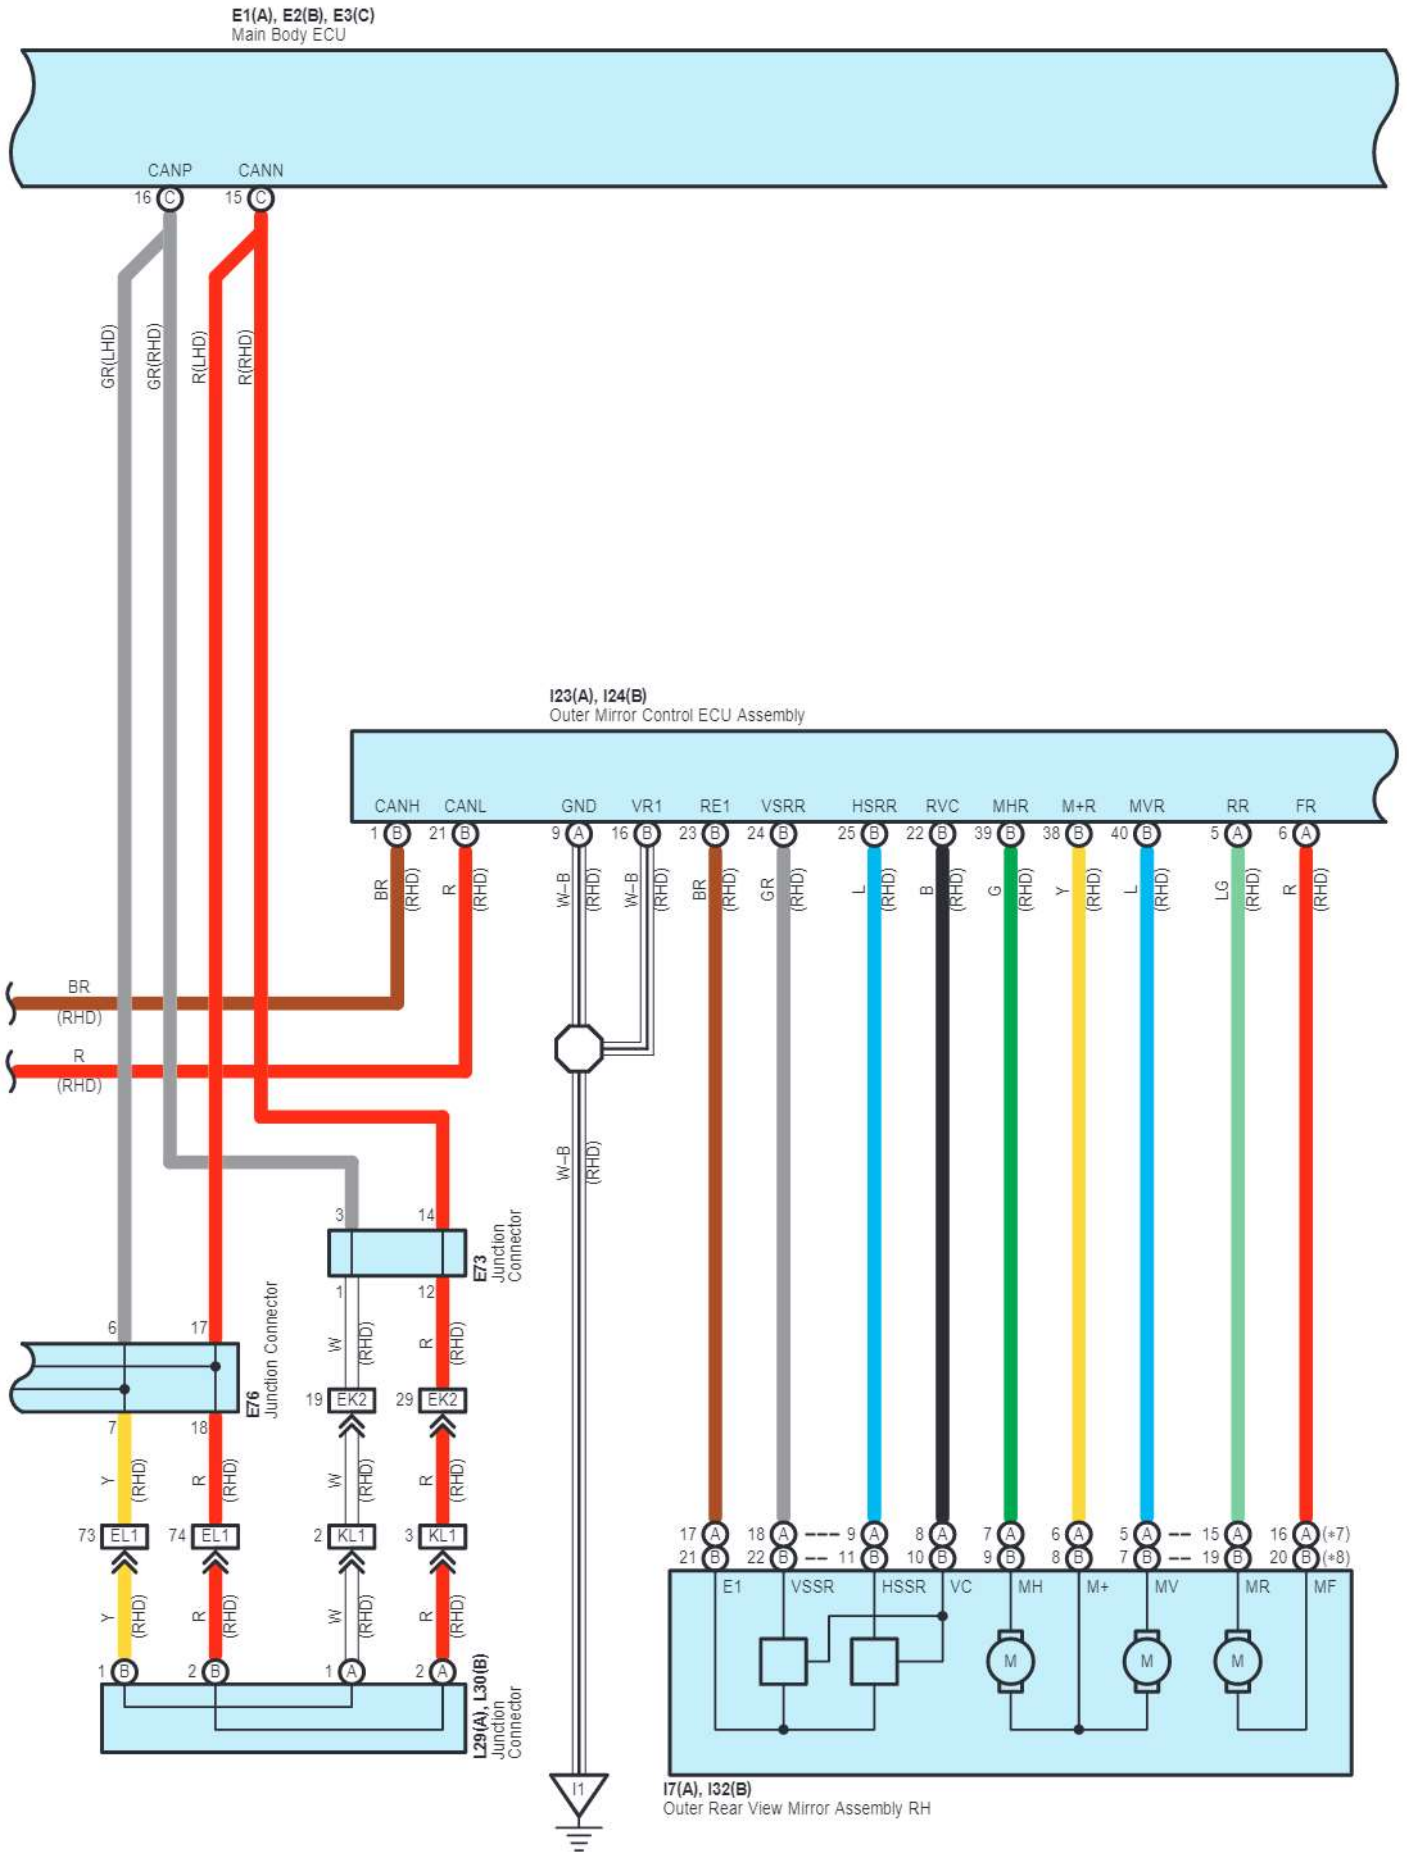 E1(A), E2(B), E3(C)
Main Body ECU
CANP CANN
16 C 15 C
GR(LHD) GR(RHD) R(LHD) R(RHD)
I23(A), I24(B)
Outer Mirror Control ECU Assembly
CANH CANL GND VR1 RE1 VSRR HSRR RVC MHR M+R MVR RR FR
1 B 21 B 9 A 16 B 23 B 24 B 25 B 22 B 39 B 38 B 40 B 5 A 6 A
BR (RHD) R (RHD) W-B (RHD) W-B (RHD) BR (RHD) GR (RHD) L (RHD) B (RHD) G (RHD) Y (RHD) L (RHD) LG (RHD) R (RHD)
BR
(RHD)
R
(RHD)
W-B (RHD)
3 14
E73
Junction
Connector
1 12
6 17
E76
Junction Connector
W (RHD) R (RHD)
19 EK2 29 EK2
7 18
Y (RHD) R (RHD) W (RHD) R (RHD)
73 EL1 74 EL1 2 KL1 3 KL1
Y (RHD) R (RHD) W (RHD) R (RHD)
1 B 2 B 1 A 2 A
L29(A), L30(B)
Junction
Connector
I1
17 A 18 A 9 A 8 A 7 A 6 A 5 A 15 A 16 A (*7)
21 B 22 B 11 B 10 B 9 B 8 B 7 B 19 B 20 B (*8)
E1 VSSR HSSR VC MH M+ MV MR MF
M M M
I7(A), I32(B)
Outer Rear View Mirror Assembly RH